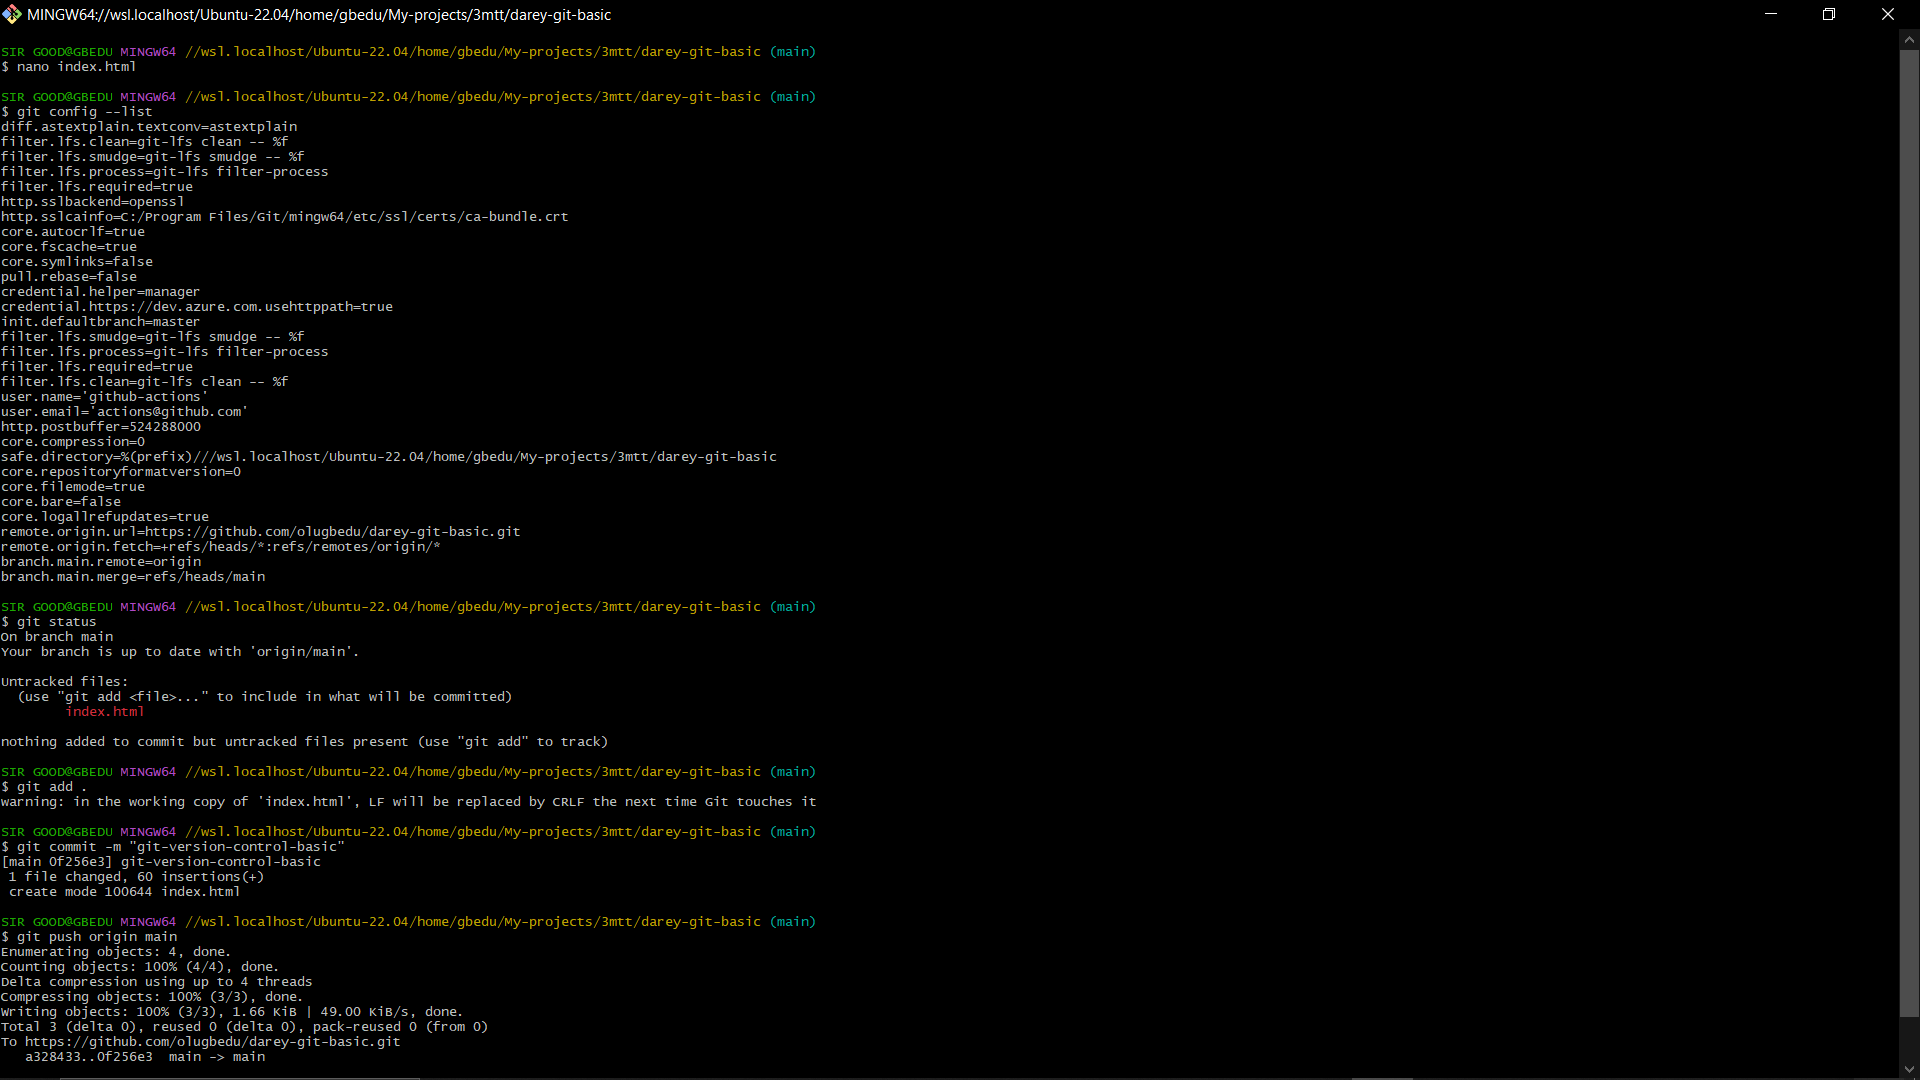 MINGW64://wsl.localhost/Ubuntu-22.04/home/gbedu/My-projects/3mtt/darey-git-basic
SIR GOOD@GBEDU MINGW64 //wsl.localhost/Ubuntu-22.04/home/gbedu/My-projects/3mtt/darey-git-basic (main)
$ nano index.html
SIR GOOD@GBEDU MINGW64 //wsl.localhost/Ubuntu-22.04/home/gbedu/My-projects/3mtt/darey-git-basic (main)
$ git config --list
diff.astextplain.textconv=astextplain
filter.lfs.clean=git-lfs clean -- %f
filter.lfs.smudge=git-lfs smudge -- %f
filter.lfs.process=git-lfs filter-process
filter.lfs.required=true
http.sslbackend=openssl
http.sslcainfo=C:/Program Files/Git/mingw64/etc/ssl/certs/ca-bundle.crt
core.autocrlf=true
core.fscache=true
core.symlinks=false
pull.rebase=false
credential.helper=manager
credential.https://dev.azure.com.usehttppath=true
init.defaultbranch=master
filter.lfs.smudge=git-lfs smudge -- %f
filter.lfs.process=git-lfs filter-process
filter.lfs.required=true
filter.lfs.clean=git-lfs clean -- %f
user.name='github-actions'
user.email='actions@github.com'
http.postbuffer=524288000
core.compression=0
safe.directory=%(prefix)///wsl.localhost/Ubuntu-22.04/home/gbedu/My-projects/3mtt/darey-git-basic
core.repositoryformatversion=0
core.filemode=true
core.bare=false
core.logallrefupdates=true
remote.origin.url=https://github.com/olugbedu/darey-git-basic.git
remote.origin.fetch=+refs/heads/*:refs/remotes/origin/*
branch.main.remote=origin
branch.main.merge=refs/heads/main
SIR GOOD@GBEDU MINGW64 //wsl.localhost/Ubuntu-22.04/home/gbedu/My-projects/3mtt/darey-git-basic (main)
$ git status
On branch main
Your branch is up to date with 'origin/main'.
Untracked files:
(use "git add <file>..." to include in what will be committed)
index.html
nothing added to commit but untracked files present (use "git add" to track)
SIR GOOD@GBEDU MINGW64 //wsl.localhost/Ubuntu-22.04/home/gbedu/My-projects/3mtt/darey-git-basic (main)
$ git add .
warning: in the working copy of 'index.html', LF will be replaced by CRLF the next time Git touches it
SIR GOOD@GBEDU MINGW64 //wsl.localhost/Ubuntu-22.04/home/gbedu/My-projects/3mtt/darey-git-basic (main)
$ git commit -m "git-version-control-basic"
[main 0f256e3] git-version-control-basic
1 file changed, 60 insertions(+)
create mode 100644 index.html
SIR GOOD@GBEDU MINGW64 //wsl.localhost/Ubuntu-22.04/home/gbedu/My-projects/3mtt/darey-git-basic (main)
$ git push origin main
Enumerating objects: 4, done.
Counting objects: 100% (4/4), done.
Delta compression using up to 4 threads
Compressing objects: 100% (3/3), done.
Writing objects: 100% (3/3), 1.66 KiB | 49.00 KiB/s, done.
Total 3 (delta 0), reused 0 (delta 0), pack-reused 0 (from 0)
To https://github.com/olugbedu/darey-git-basic.git
a328433..0f256e3  main -> main